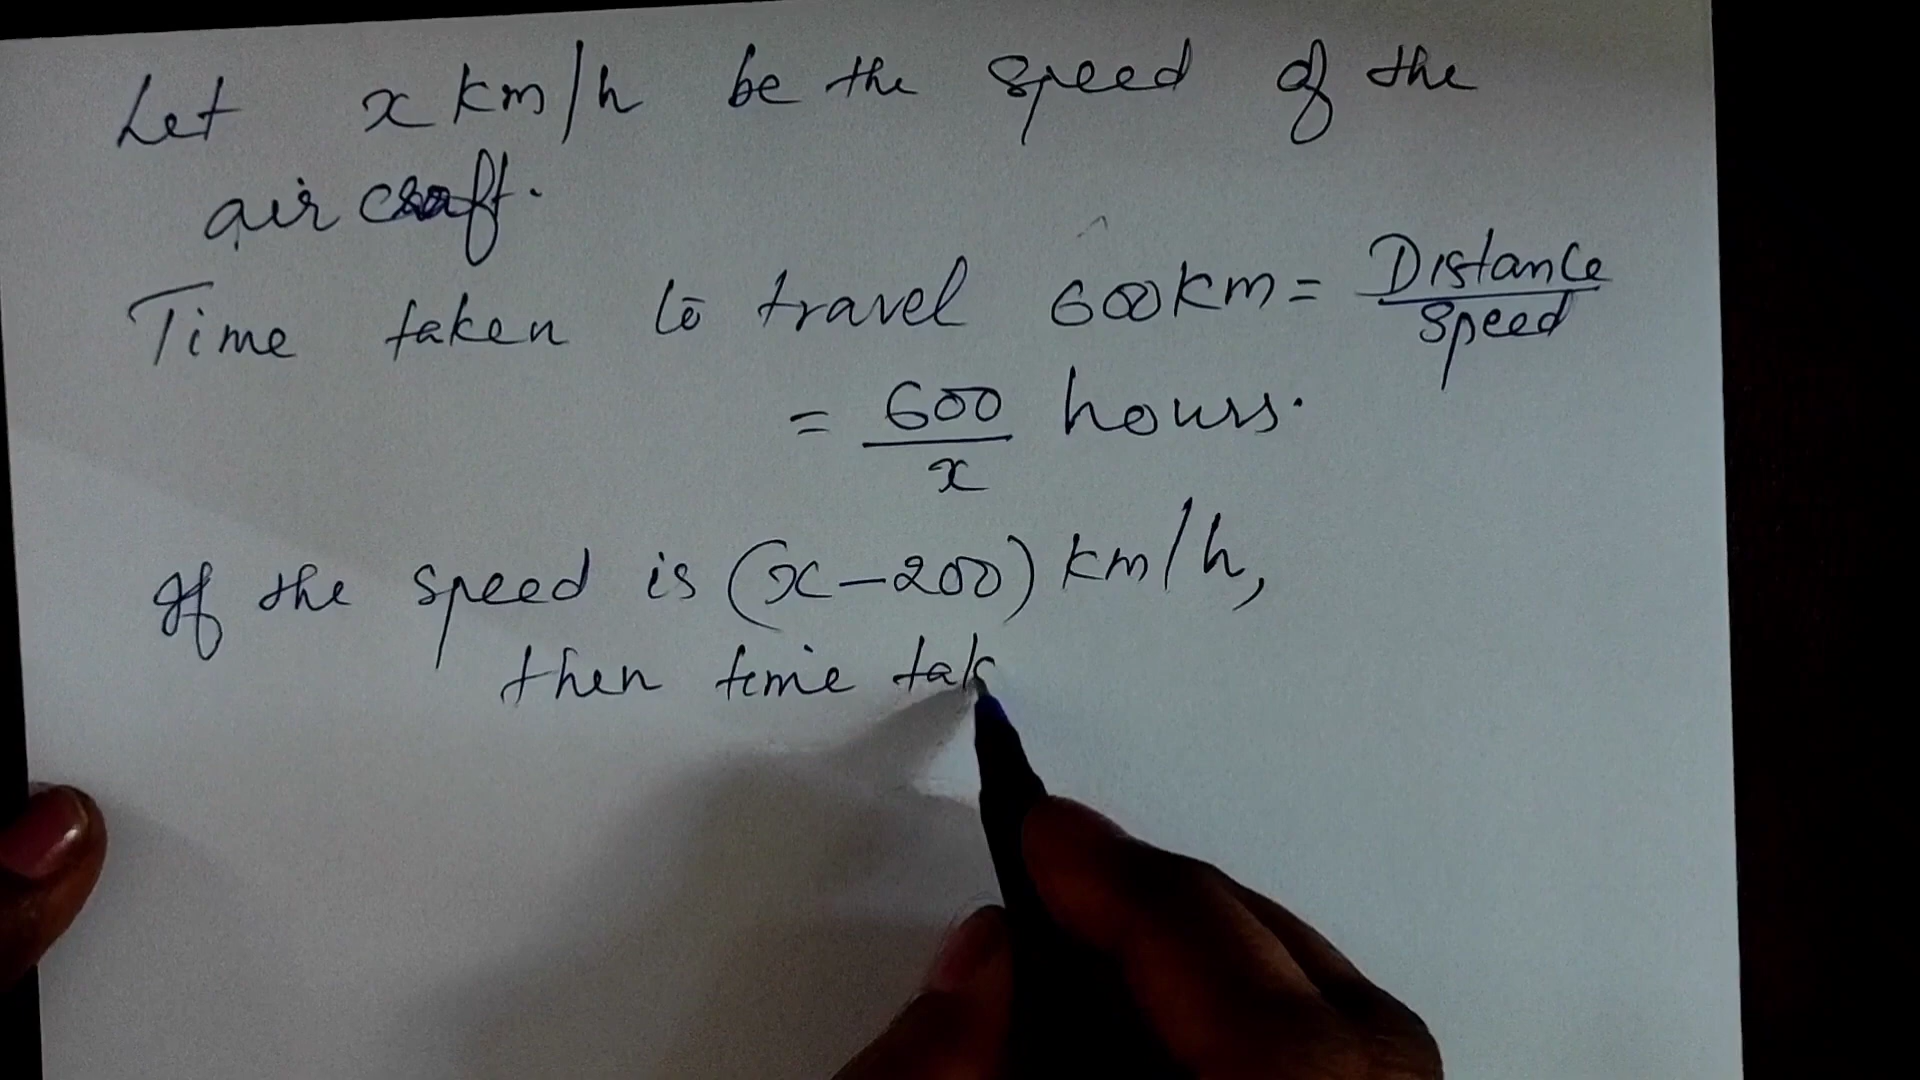 Let x km/h be the speed of the
air craft.
Time taken to travel 600km = Distance / Speed
= 600 / x hours.
If the speed is (x-200) km/h,
then time tak